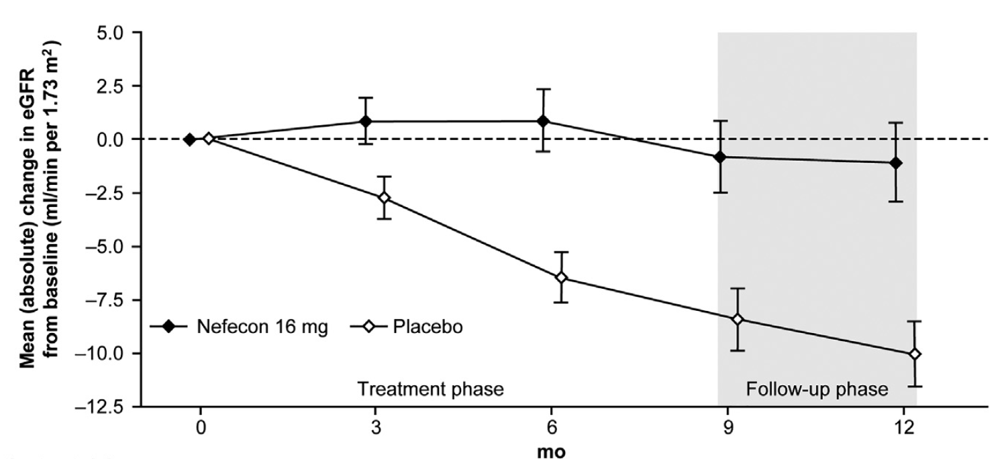 Mean (absolute) change in eGFR
from baseline (ml/min per 1.73 m²)
5.0
2.5
0.0
–2.5
–5.0
–7.5
–10.0
–12.5
Nefecon 16 mg
Placebo
Treatment phase
Follow-up phase
0
3
6
9
12
mo